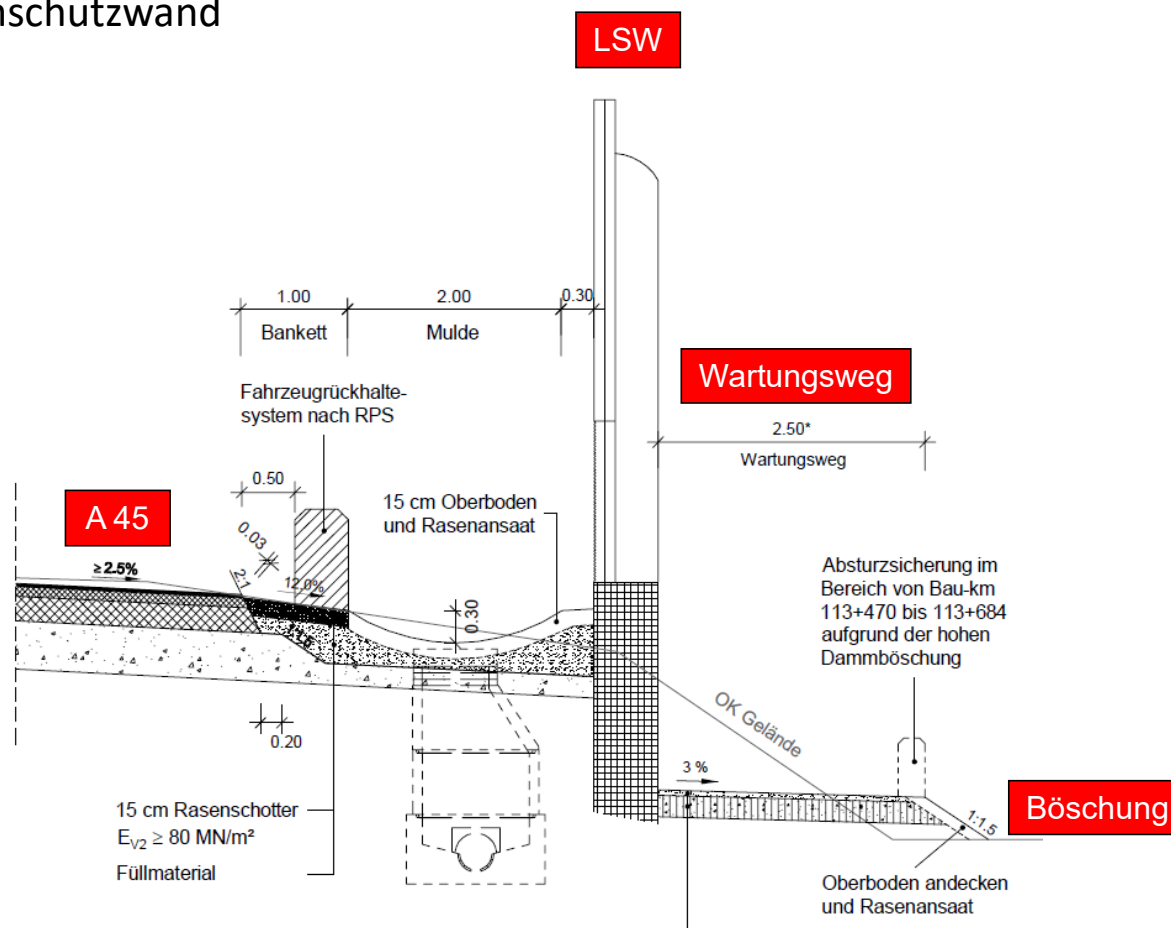 nschutzwand
LSW
1.00
2.00
0.30
Bankett
Mulde
Fahrzeugrückhalte-
system nach RPS
Wartungsweg
2.50*
Wartungsweg
0.50
A 45
15 cm Oberboden
und Rasenansaat
0.03
≥ 2.5%
2:1
12.0%
0.30
Absturzsicherung im
Bereich von Bau-km
113+470 bis 113+684
aufgrund der hohen
Dammböschung
OK Gelände
0.20
3 %
15 cm Rasenschotter
EV2 ≥ 80 MN/m²
Füllmaterial
1:1.5
Böschung
Oberboden andecken
und Rasenansaat